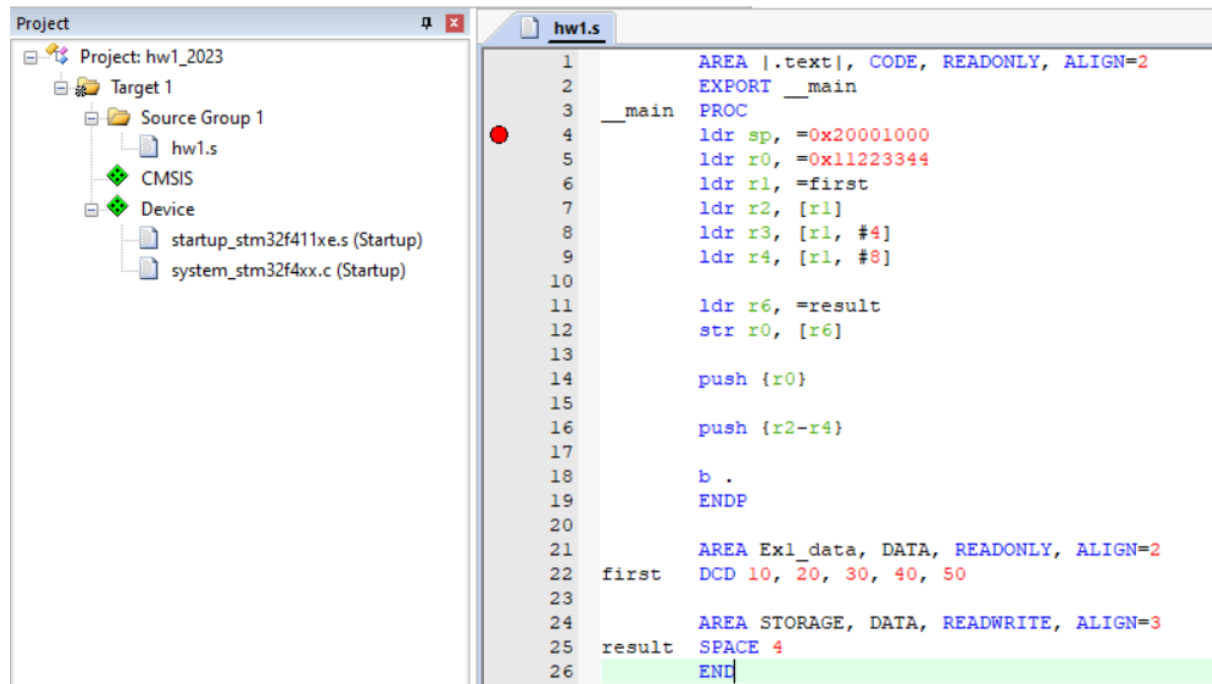 Project
Project: hw1_2023
Target 1
Source Group 1
hw1.s
CMSIS
Device
startup_stm32f411xe.s (Startup)
system_stm32f4xx.c (Startup)
hw1.s
1 AREA |.text|, CODE, READONLY, ALIGN=2
2 EXPORT __main
3 __main PROC
4 ldr sp, =0x20001000
5 ldr r0, =0x11223344
6 ldr r1, =first
7 ldr r2, [r1]
8 ldr r3, [r1, #4]
9 ldr r4, [r1, #8]
10
11 ldr r6, =result
12 str r0, [r6]
13
14 push {r0}
15
16 push {r2-r4}
17
18 b .
19 ENDP
20
21 AREA Ex1_data, DATA, READONLY, ALIGN=2
22 first DCD 10, 20, 30, 40, 50
23
24 AREA STORAGE, DATA, READWRITE, ALIGN=3
25 result SPACE 4
26 END